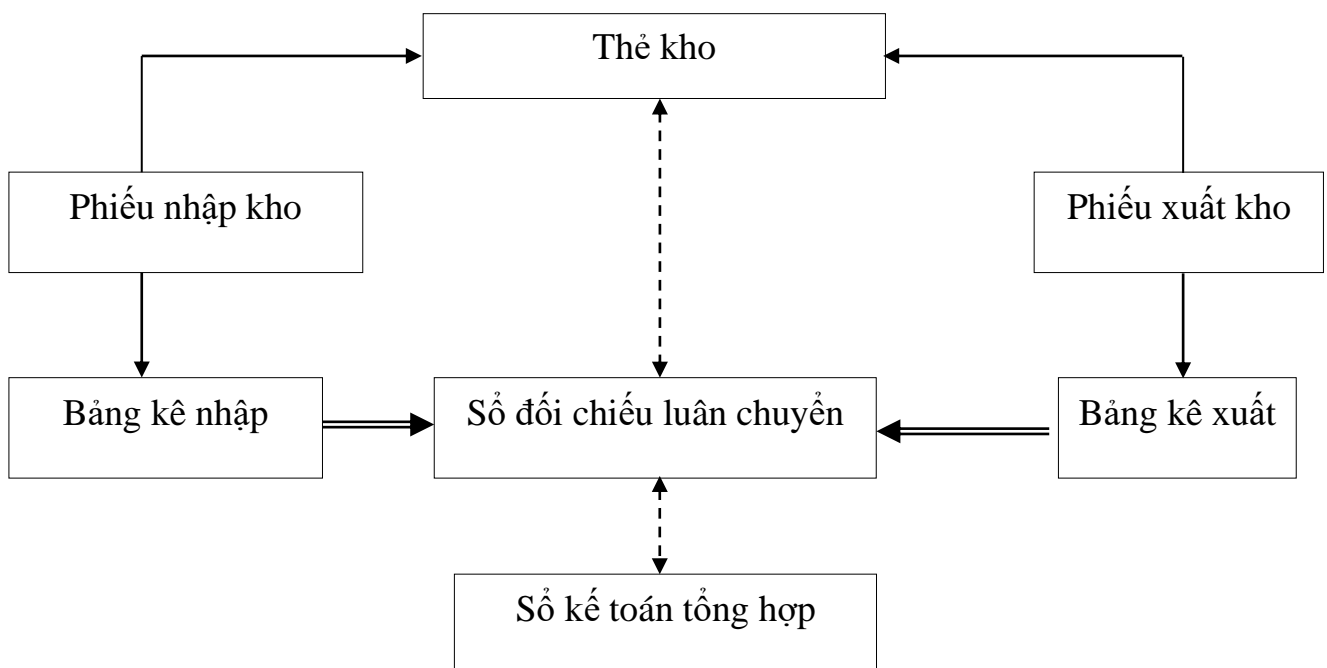 Thẻ kho
Phiếu nhập kho
Phiếu xuất kho
Bảng kê nhập
Sổ đối chiếu luân chuyển
Bảng kê xuất
Sổ kế toán tổng hợp